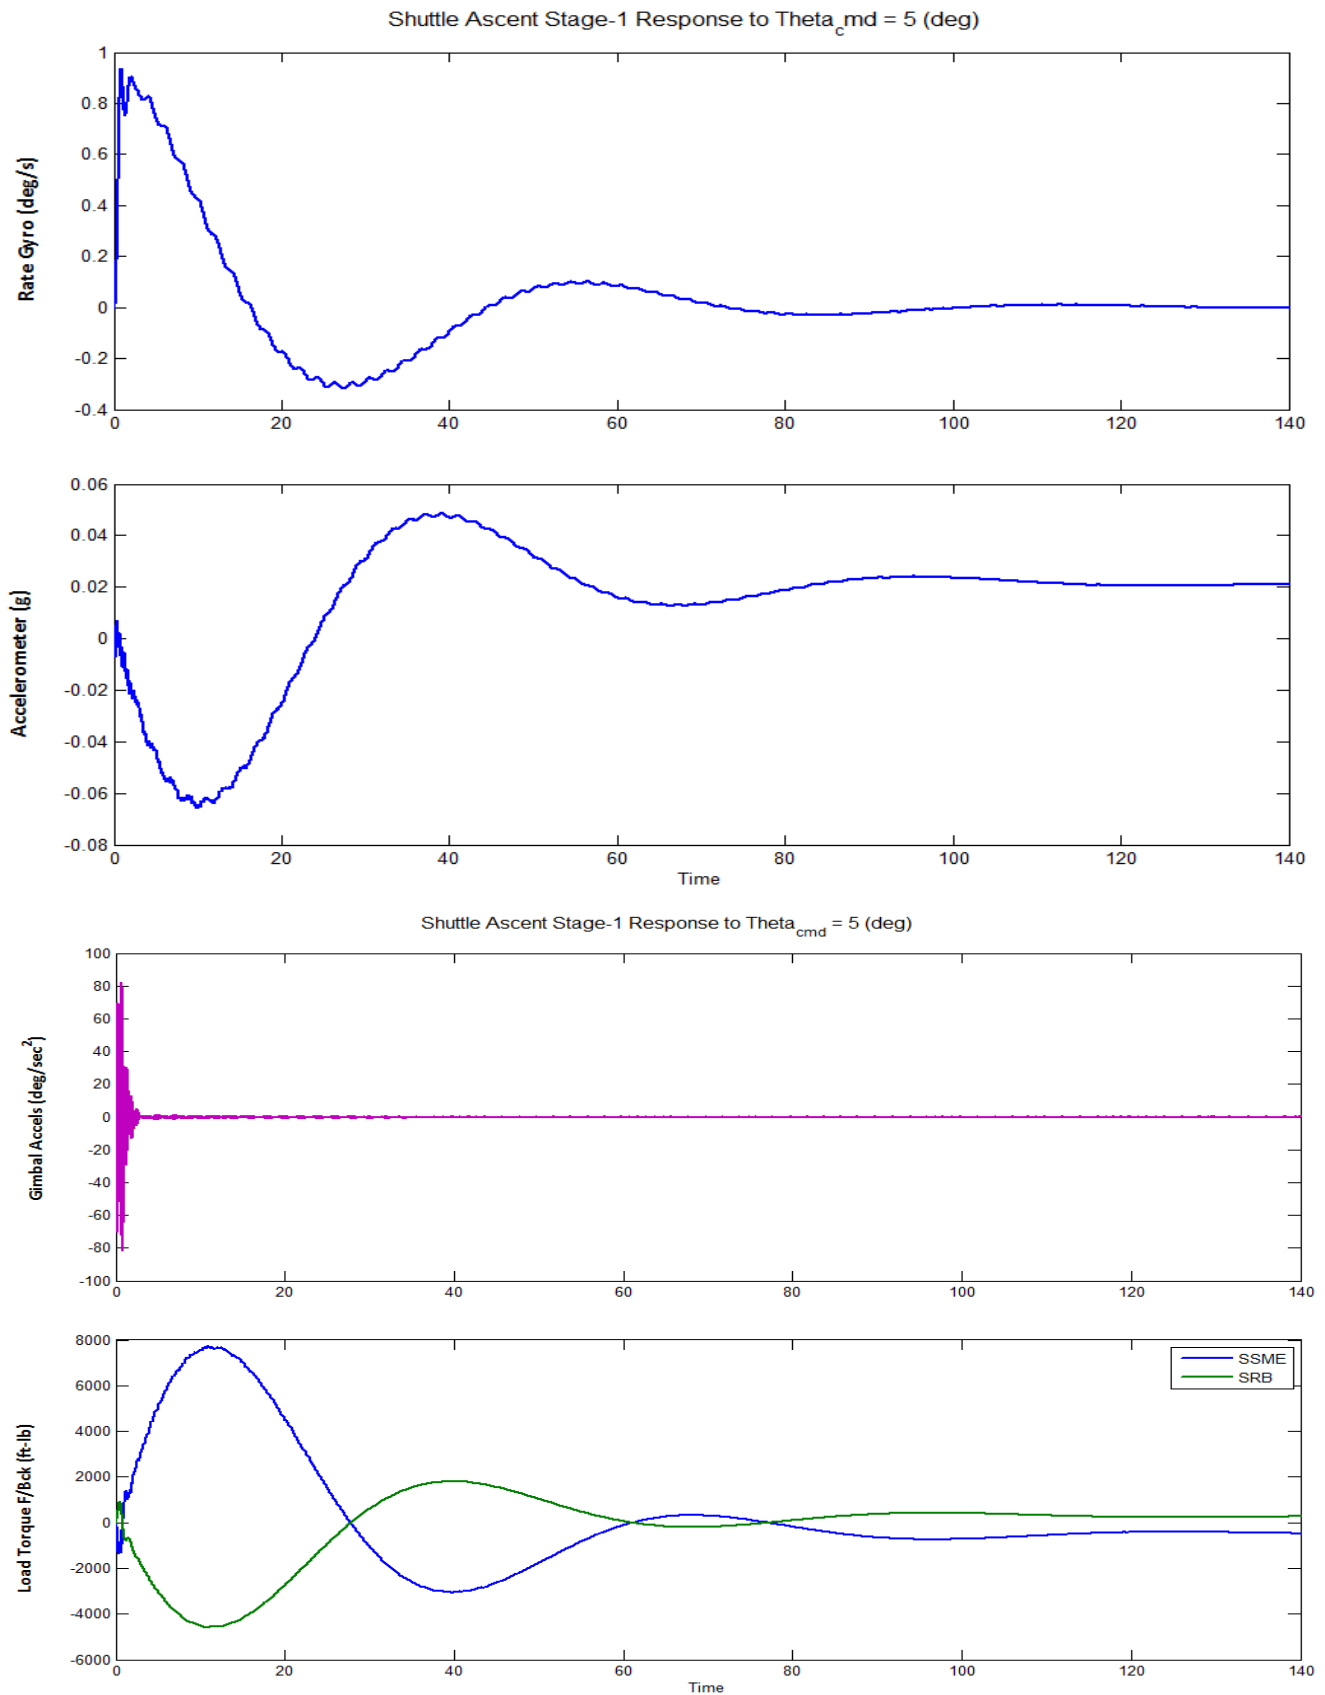 Shuttle Ascent Stage-1 Response to Theta_cmd = 5 (deg)
1
0.8
0.6
0.4
0.2
0
-0.2
-0.4
Rate Gyro (deg/s)
0 20 40 60 80 100 120 140
0.06
0.04
0.02
0
-0.02
-0.04
-0.06
-0.08
Accelerometer (g)
0 20 40 60 80 100 120 140
Time
Shuttle Ascent Stage-1 Response to Theta_cmd = 5 (deg)
100
80
60
40
20
0
-20
-40
-60
-80
-100
Gimbal Accels (deg/sec²)
0 20 40 60 80 100 120 140
8000
6000
4000
2000
0
-2000
-4000
-6000
Load Torque F/Bck (ft-lb)
SSME
SRB
0 20 40 60 80 100 120 140
Time